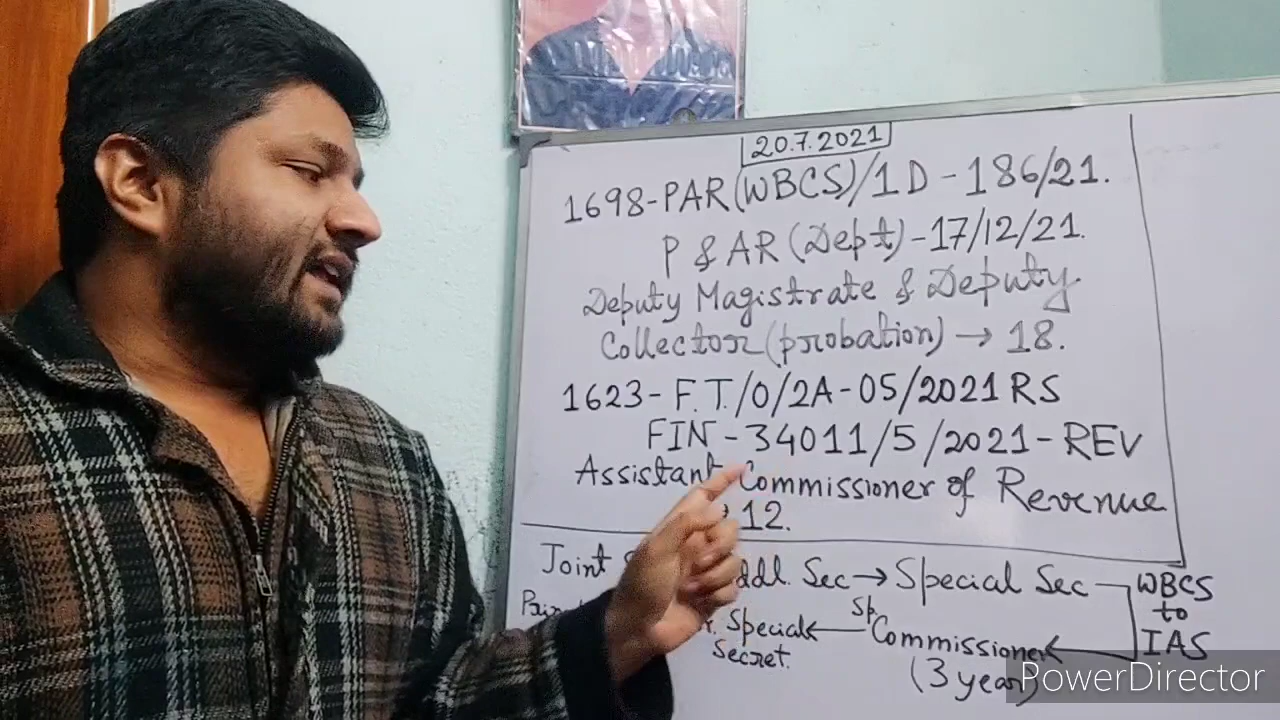 20.7.2021
1698-PAR(WBCS)/1D-186/21.
P & AR (Dept)-17/12/21.
Deputy Magistrate & Deputy
Collector (probation) → 18.
1623- F.T./O/2A-05/2021 RS
FIN-34011/5/2021-REV
Assistant Commissioner of Revenue
12.
Joint Sec → Special Sec
WBCS
to
IAS
Special ← Sp. Commissioner
Secret.
(3 year)
PowerDirector